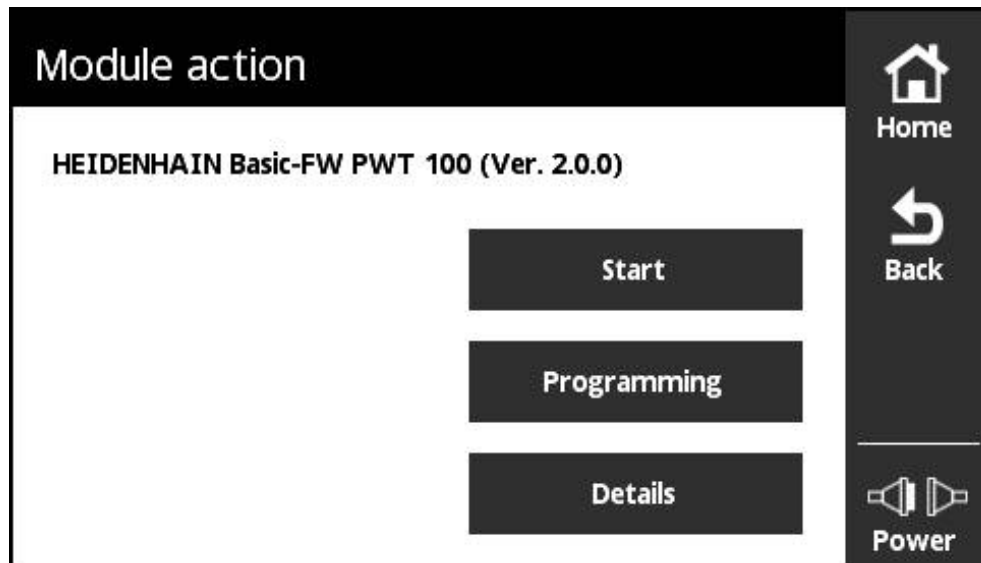 Module action
HEIDENHAIN Basic-FW PWT 100 (Ver. 2.0.0)
Start
Programming
Details
Home
Back
Power